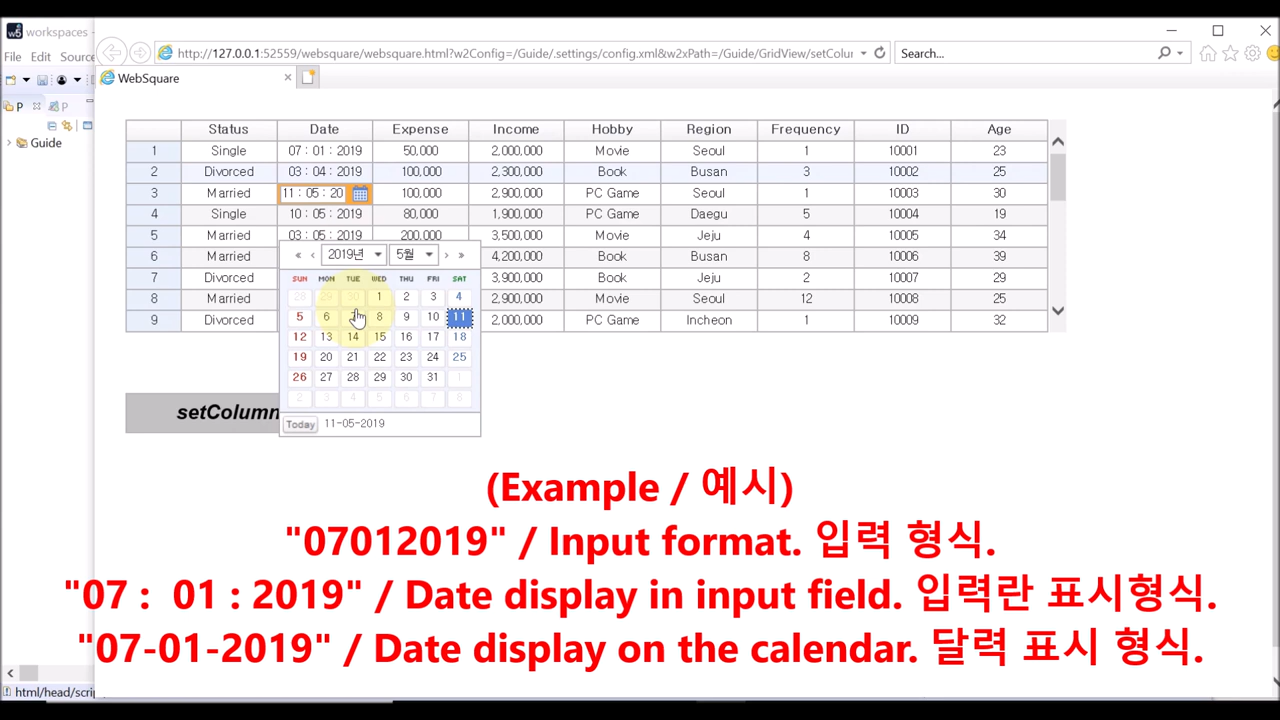 workspaces -
File Edit Source
http://127.0.0.1:52559/websquare/websquare.html?w2Config=/Guide/.settings/config.xml&w2xPath=/Guide/GridView/setColur
Search...
WebSquare
P P
Guide
Status Date Expense Income Hobby Region Frequency ID Age
1 Single 07 : 01 : 2019 50,000 2,000,000 Movie Seoul 1 10001 23
2 Divorced 03 : 04 : 2019 100,000 2,300,000 Book Busan 3 10002 25
3 Married 11 : 05 : 20 100,000 2,900,000 PC Game Seoul 1 10003 30
4 Single 10 : 05 : 2019 80,000 1,900,000 PC Game Daegu 5 10004 19
5 Married 03 : 05 : 2019 200,000 3,500,000 Movie Jeju 4 10005 34
6 Married 4,200,000 Movie Busan 8 10006 39
7 Divorced 3,900,000 Book Jeju 2 10007 29
8 Married 2,900,000 Movie Seoul 12 10008 25
9 Divorced 2,000,000 PC Game Incheon 1 10009 32
« ‹ 2019년 5월 › »
SUN MON TUE WED THU FRI SAT
28 29 30 1 2 3 4
5 6 8 9 10 11
12 13 14 15 16 17 18
19 20 21 22 23 24 25
26 27 28 29 30 31 1
2 3 4 5 6 7 8
Today 11-05-2019
setColumn
(Example / 예시)
"07012019" / Input format. 입력 형식.
"07 : 01 : 2019" / Date display in input field. 입력란 표시형식.
"07-01-2019" / Date display on the calendar. 달력 표시 형식.
html/head/scri